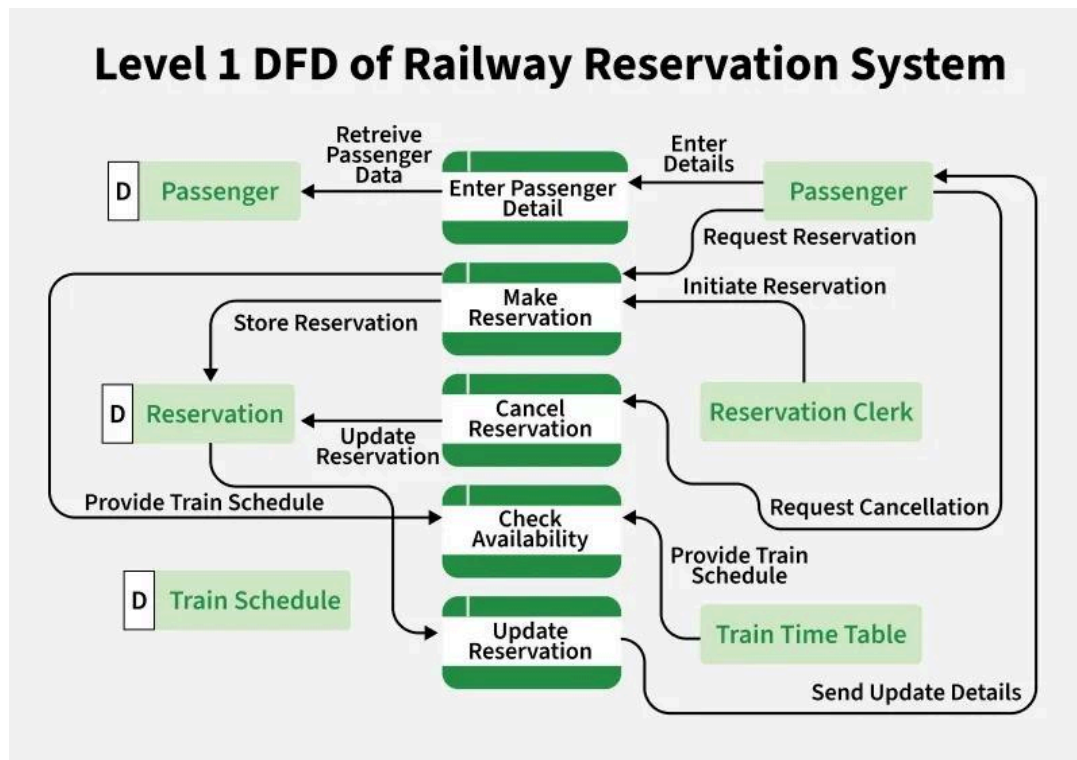 Level 1 DFD of Railway Reservation System
Retreive
Passenger
Data
Enter
Details
D
Passenger
Enter Passenger
Detail
Passenger
Request Reservation
Initiate Reservation
Make
Reservation
Store Reservation
D
Reservation
Cancel
Reservation
Reservation Clerk
Update
Reservation
Provide Train Schedule
Request Cancellation
Check
Availability
Provide Train
Schedule
D
Train Schedule
Update
Reservation
Train Time Table
Send Update Details